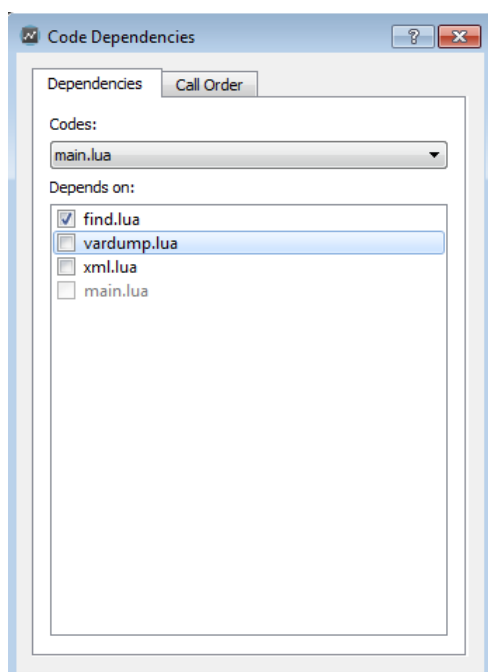 Code Dependencies
Dependencies Call Order
Codes:
main.lua
Depends on:
find.lua
vardump.lua
xml.lua
main.lua